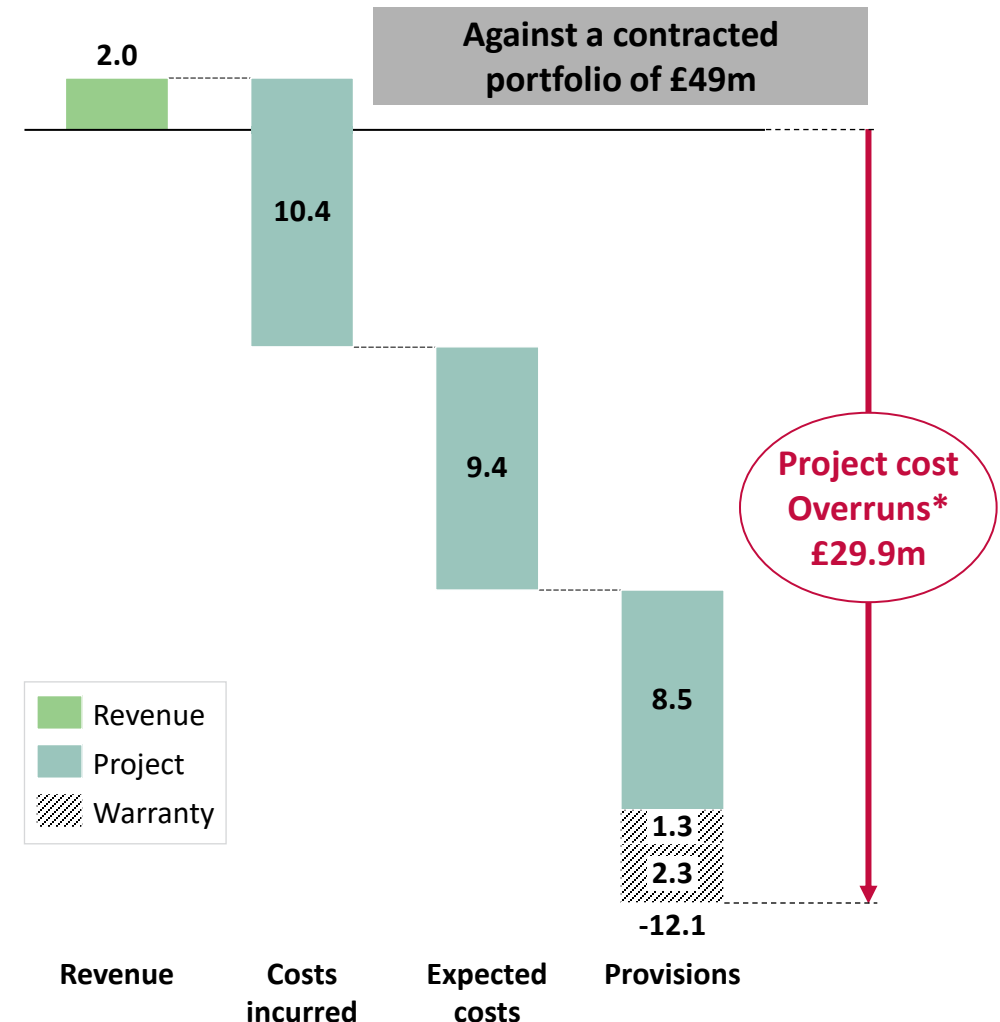 Against a contracted
portfolio of £49m
2.0
10.4
9.4
Project cost
Overruns*
£29.9m
8.5
1.3
2.3
-12.1
Revenue
Project
Warranty
Revenue
Costs
incurred
Expected
costs
Provisions